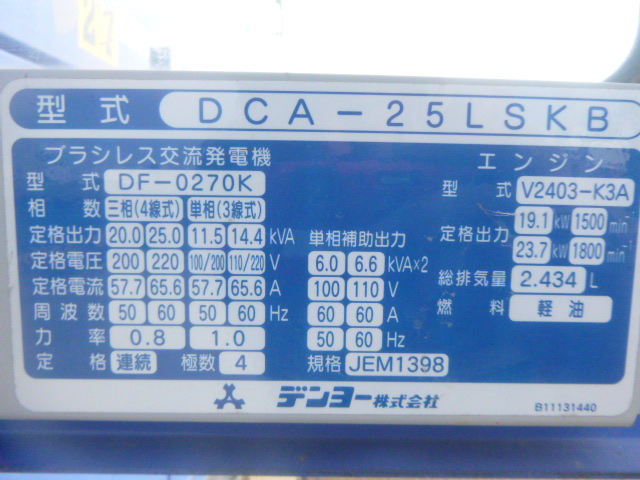 型式 DCA-25LSKB
ブラシレス交流発電機
型式 DF-0270K
相数 三相(4線式) 単相(3線式)
定格出力 20.0 25.0 11.5 14.4 kVA
定格電圧 200 220 100/200 110/220 V
定格電流 57.7 65.6 57.7 65.6 A
周波数 50 60 50 60 Hz
力率 0.8 1.0
定格 連続 極数 4
単相補助出力
6.0 6.6 kVA×2
100 110 V
60 60 A
50 60 Hz
規格 JEM1398
エンジン
型式 V2403-K3A
定格出力 19.1 kW 1500 min
23.7 kW 1800 min
総排気量 2.434 L
燃料 軽油
デンヨー株式会社
B11131440